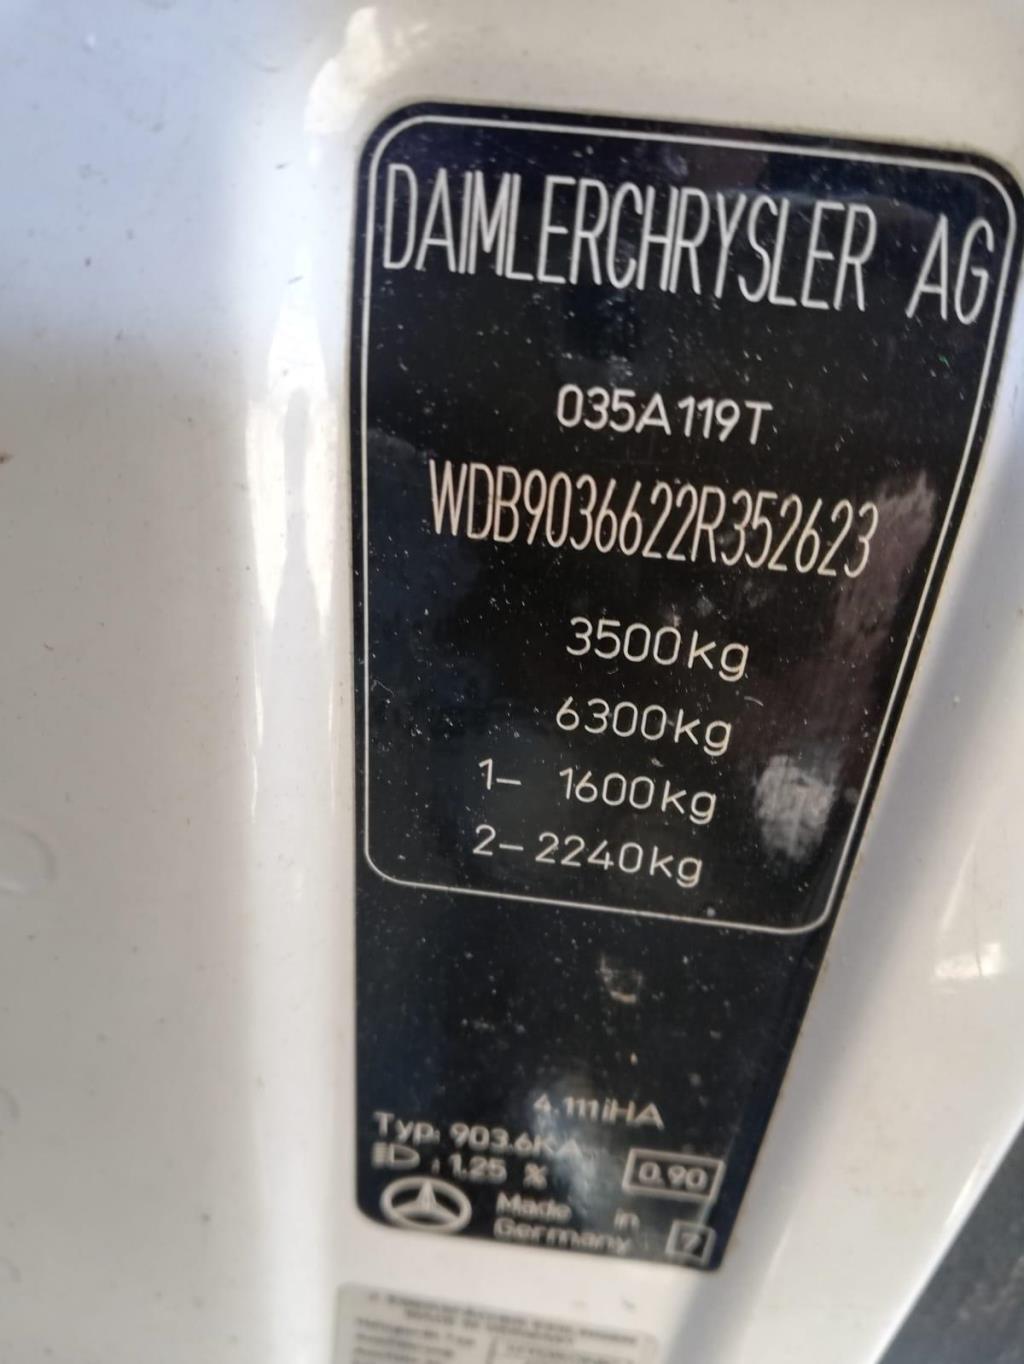 DAIMLERCHRYSLER AG
035A119T
WDB9036622R352623
3500kg
6300kg
1- 1600kg
2- 2240kg
4.111iHA
Typ: 903.6KA
: 1.25 %
0.90
Made in
Germany
7